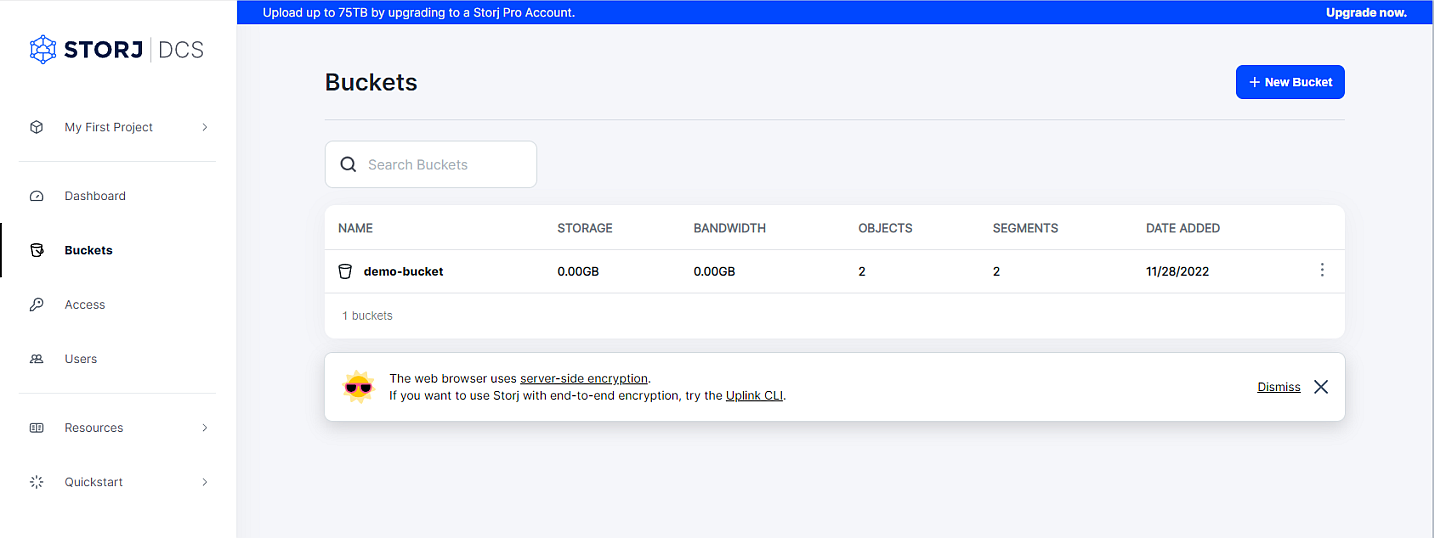 Upload up to 75TB by upgrading to a Storj Pro Account. Upgrade now.
STORJ DCS
My First Project
Dashboard
Buckets
Access
Users
Resources
Quickstart
Buckets
+ New Bucket
Search Buckets
NAME STORAGE BANDWIDTH OBJECTS SEGMENTS DATE ADDED
demo-bucket 0.00GB 0.00GB 2 2 11/28/2022
1 buckets
The web browser uses server-side encryption.
If you want to use Storj with end-to-end encryption, try the Uplink CLI.
Dismiss